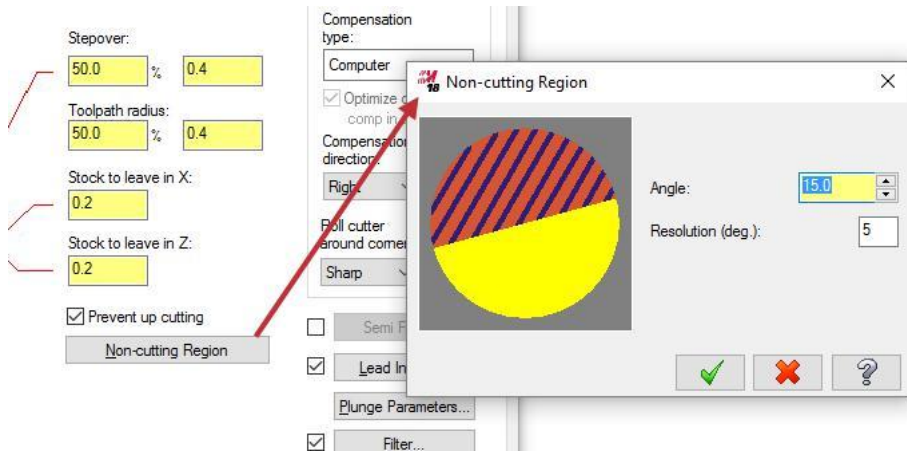 Stepover:
50.0 % 0.4
Toolpath radius:
50.0 % 0.4
Stock to leave in X:
0.2
Stock to leave in Z:
0.2
Prevent up cutting
Non-cutting Region
Compensation
type:
Computer
Optimize
comp in
Compensation
direction:
Right
Roll cutter
around corner
Sharp
Semi F
Lead In
Plunge Parameters...
Filter...
18 Non-cutting Region
Angle: 15.0
Resolution (deg.): 5